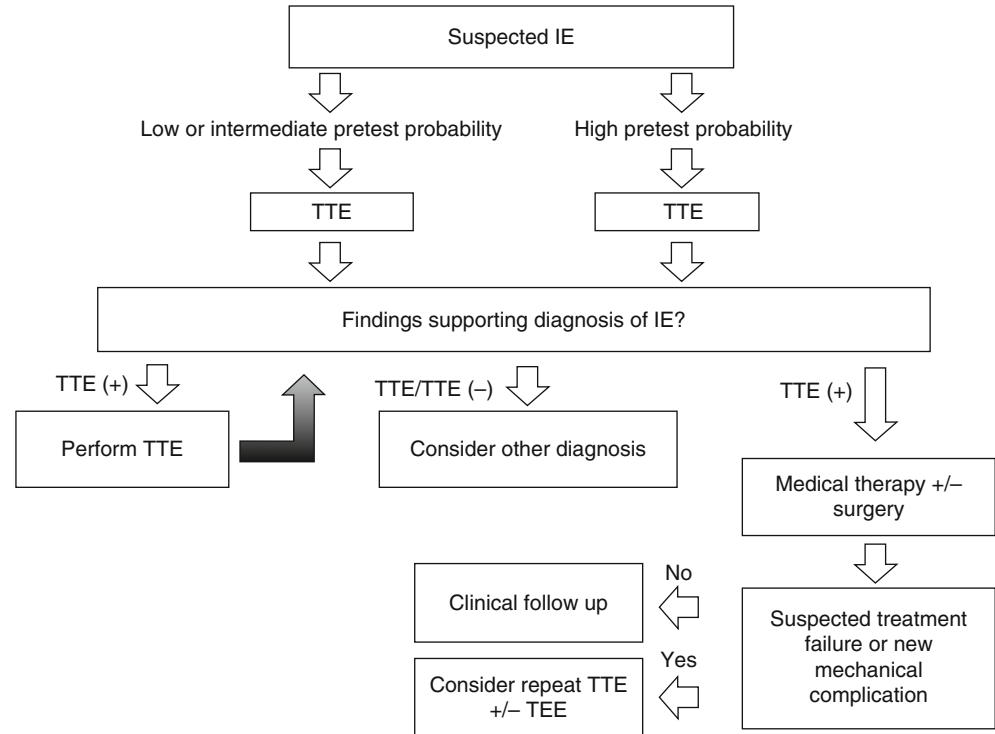 Suspected IE
Low or intermediate pretest probability
High pretest probability
TTE
TTE
Findings supporting diagnosis of IE?
TTE (+)
TTE/TTE (–)
TTE (+)
Perform TTE
Consider other diagnosis
Medical therapy +/–
surgery
No
Clinical follow up
Suspected treatment
failure or new
mechanical
complication
Yes
Consider repeat TTE
+/– TEE